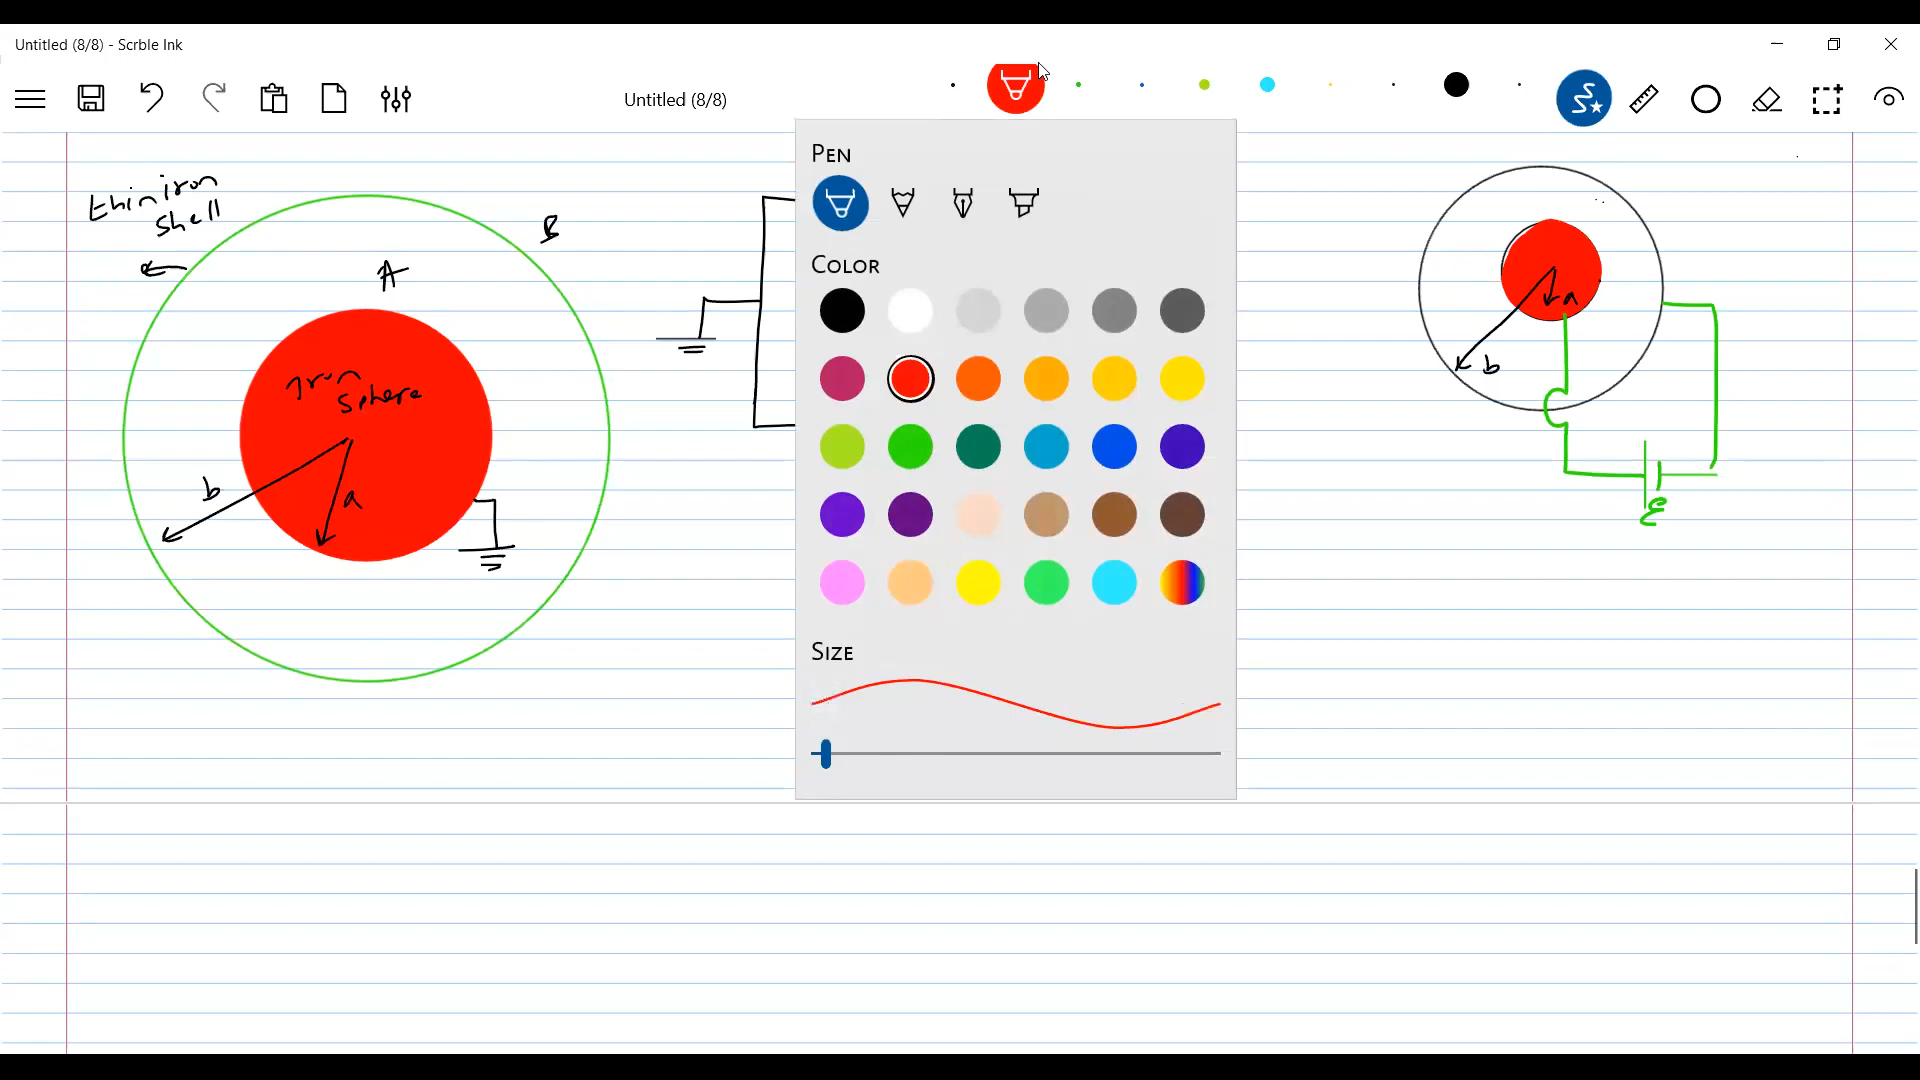 Untitled (8/8) - Scrble Ink
Untitled (8/8)
PEN
COLOR
SIZE
thin iron
shell
B
A
Iron
Sphere
b
a
a
b
ε